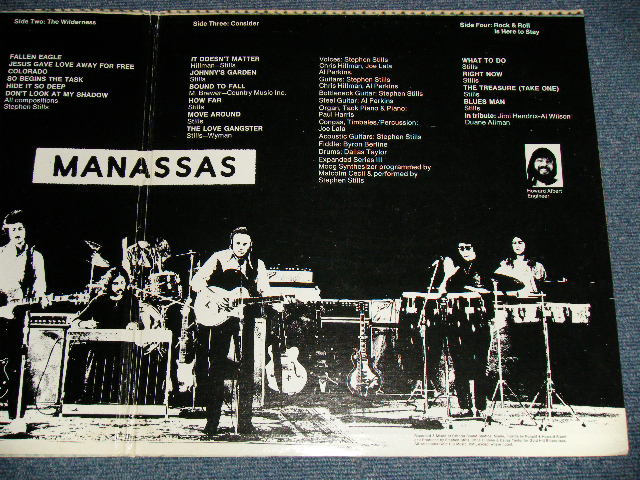 Side Two: The Wilderness
FALLEN EAGLE
JESUS GAVE LOVE AWAY FOR FREE
COLORADO
SO BEGINS THE TASK
HIDE IT SO DEEP
DON'T LOOK AT MY SHADOW
All compositions
Stephen Stills
Side Three: Consider
IT DOESN'T MATTER
Hillman–Stills
JOHNNY'S GARDEN
Stills
BOUND TO FALL
M. Brewer–Country Music Inc.
HOW FAR
Stills
MOVE AROUND
Stills
THE LOVE GANGSTER
Stills–Wyman
Voices: Stephen Stills
Chris Hillman, Joe Lala
Al Perkins
Guitars: Stephen Stills
Chris Hillman, Al Perkins
Bottleneck Guitar: Stephen Stills
Steel Guitar: Al Perkins
Organ, Tack Piano & Piano:
Paul Harris
Congas, Timbales/Percussion:
Joe Lala
Acoustic Guitars: Stephen Stills
Fiddle: Byron Berline
Drums: Dallas Taylor
Expanded Series III
Moog Synthesizer programmed by
Malcolm Cecil & performed by
Stephen Stills
Side Four: Rock & Roll
is Here to Stay
WHAT TO DO
Stills
RIGHT NOW
Stills
THE TREASURE (TAKE ONE)
Stills
BLUES MAN
Stills
In tribute: Jimi Hendrix-Al Wilson
Duane Allman
Howard Albert
Engineer
MANASSAS